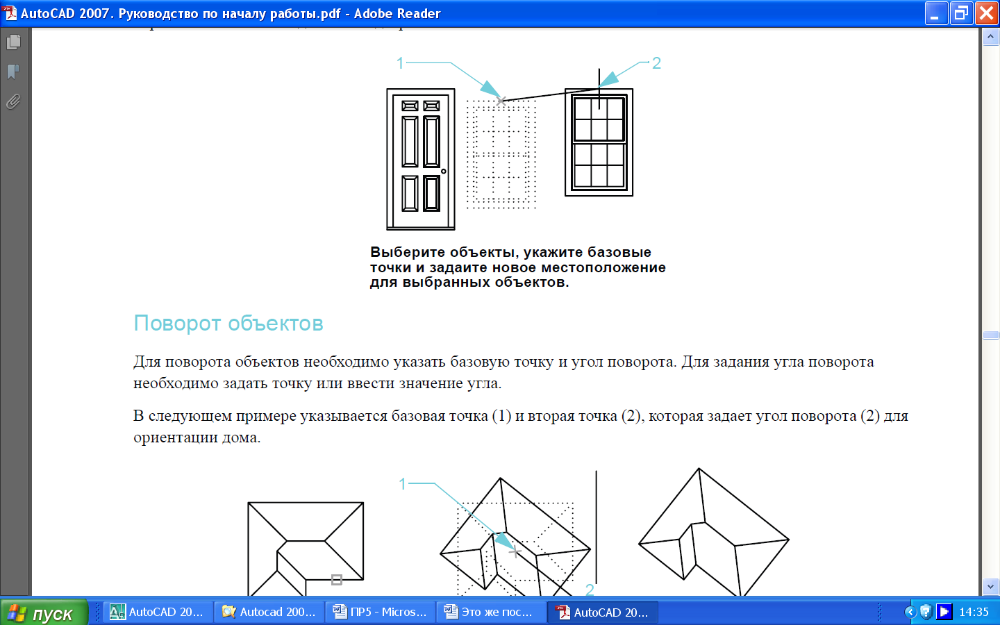 AutoCAD 2007. Руководство по началу работы.pdf - Adobe Reader
1
2
Выберите объекты, укажите базовые
точки и задаите новое местоположение
для выбранных объектов.
Поворот объектов
Для поворота объектов необходимо указать базовую точку и угол поворота. Для задания угла поворота
необходимо задать точку или ввести значение угла.
В следующем примере указывается базовая точка (1) и вторая точка (2), которая задает угол поворота (2) для
ориентации дома.
1
2
пуск
AutoCAD 20...
Autocad 200...
ПР5 - Micros...
Это же пос...
AutoCAD 20...
14:35